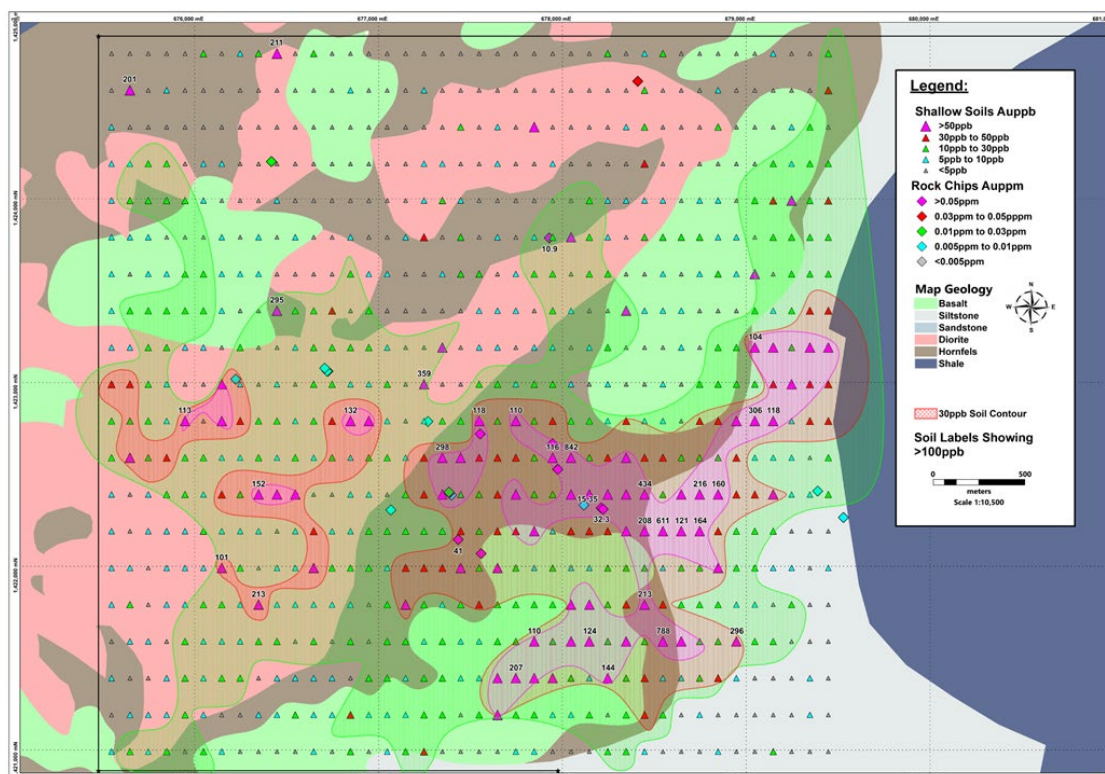 676,000 mE 677,000 mE 678,000 mE 679,000 mE 680,000 mE
1,424,000 mN
1,423,000 mN
1,422,000 mN
1,421,000 mN
211
201
10.9
295
104
359
113
132
118
110
306 118
298
116 842
152
434
216 160
15.35
32.3
208 611 121 164
41
101
213
213
110
124
788
296
207
144
Legend:
Shallow Soils Auppb
>50ppb
30ppb to 50ppb
10ppb to 30ppb
5ppb to 10ppb
<5ppb
Rock Chips Auppm
>0.05ppm
0.03ppm to 0.05pppm
0.01ppm to 0.03ppm
0.005ppm to 0.01ppm
<0.005ppm
Map Geology
Basalt
Siltstone
Sandstone
Diorite
Hornfels
Shale
N
W E
S
30ppb Soil Contour
Soil Labels Showing
>100ppb
0 500
meters
Scale 1:10,500